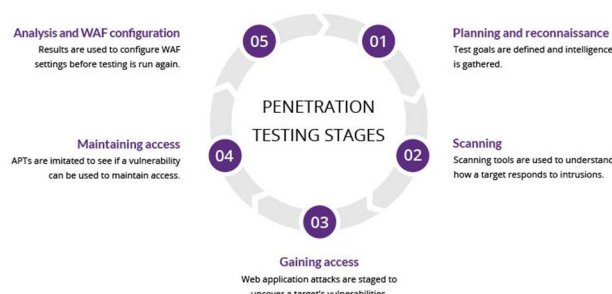 PENETRATION
TESTING STAGES
01
Planning and reconnaissance
Test goals are defined and intelligence
is gathered.
02
Scanning
Scanning tools are used to understand
how a target responds to intrusions.
03
Gaining access
Web application attacks are staged to
uncover a target's vulnerabilities.
04
Maintaining access
APTs are imitated to see if a vulnerability
can be used to maintain access.
05
Analysis and WAF configuration
Results are used to configure WAF
settings before testing is run again.